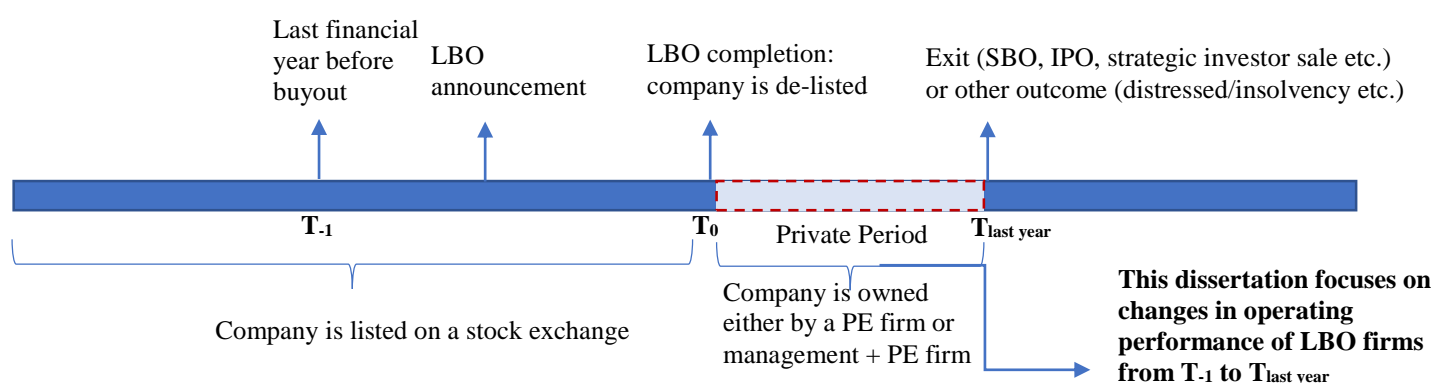 Last financial
year before
buyout
LBO
announcement
LBO completion:
company is de-listed
Exit (SBO, IPO, strategic investor sale etc.)
or other outcome (distressed/insolvency etc.)
T-1
T0
Private Period
Tlast year
Company is listed on a stock exchange
Company is owned
either by a PE firm or
management + PE firm
This dissertation focuses on
changes in operating
performance of LBO firms
from T-1 to Tlast year